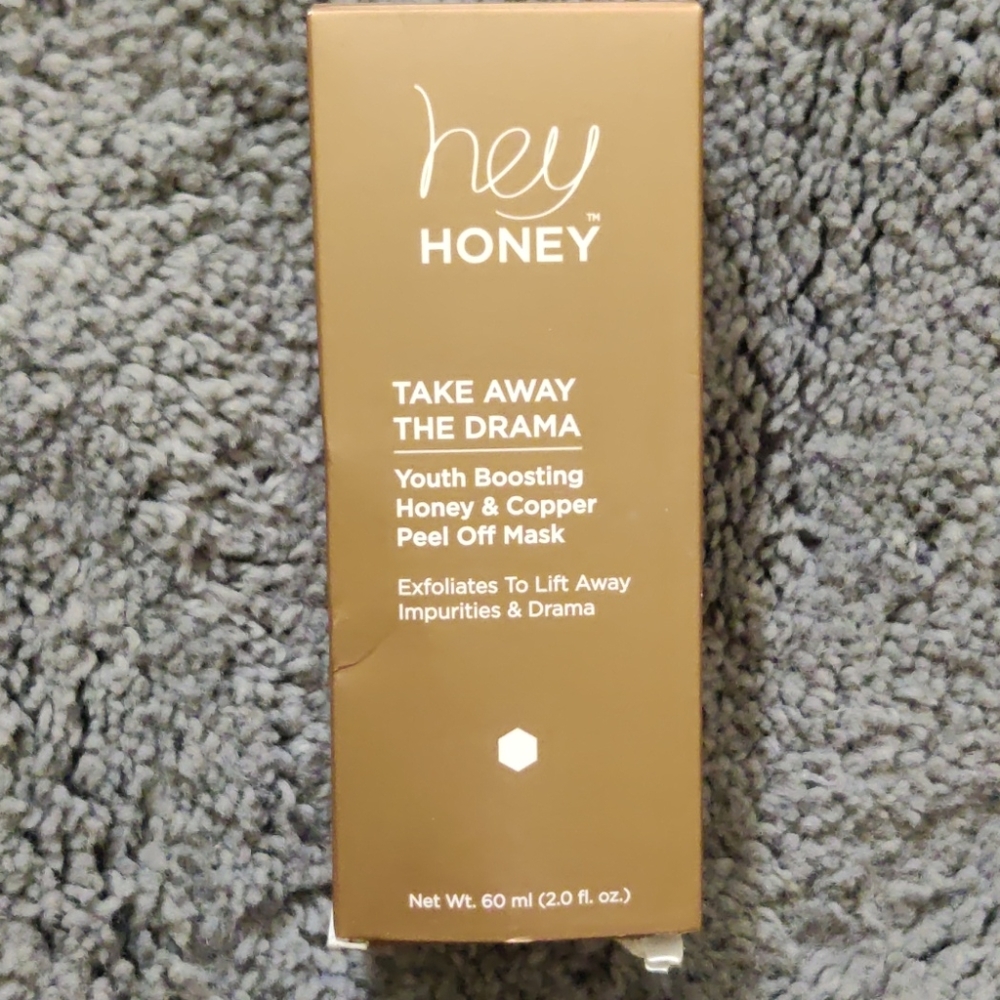 hey
HONEY™
TAKE AWAY
THE DRAMA
Youth Boosting
Honey & Copper
Peel Off Mask
Exfoliates To Lift Away
Impurities & Drama
Net Wt. 60 ml (2.0 fl. oz.)